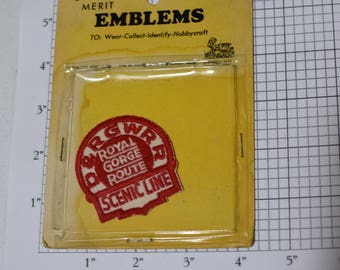 MERIT
EMBLEMS
TO: Wear-Collect-Identify-Hobbycraft
D&RGWRR
ROYAL
GORGE
ROUTE
SCENIC LINE
5"
4"
3"
2"
1"
1"
2"
3"
4"
5"